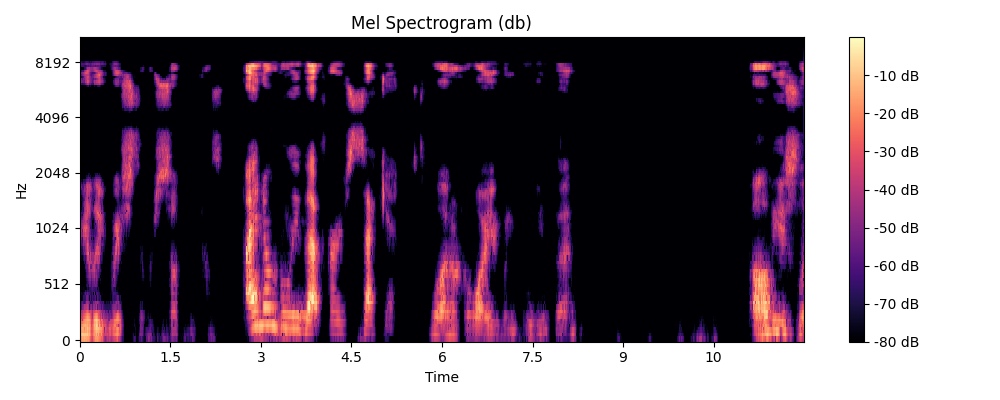 Mel Spectrogram (db)
8192
4096
2048
1024
512
0
Hz
0 1.5 3 4.5 6 7.5 9 10
Time
-10 dB
-20 dB
-30 dB
-40 dB
-50 dB
-60 dB
-70 dB
-80 dB